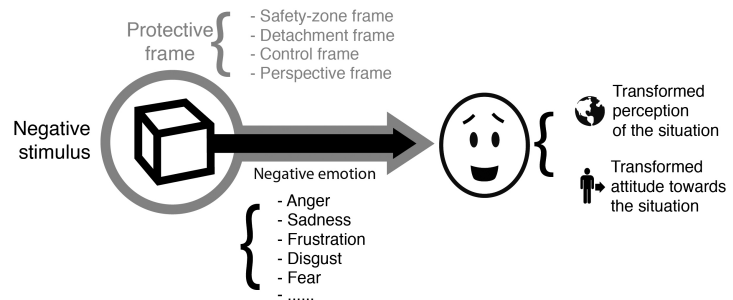 Protective
frame
- Safety-zone frame
- Detachment frame
- Control frame
- Perspective frame
Negative
stimulus
Negative emotion
- Anger
- Sadness
- Frustration
- Disgust
- Fear
- ......
Transformed
perception
of the situation
Transformed
attitude towards
the situation